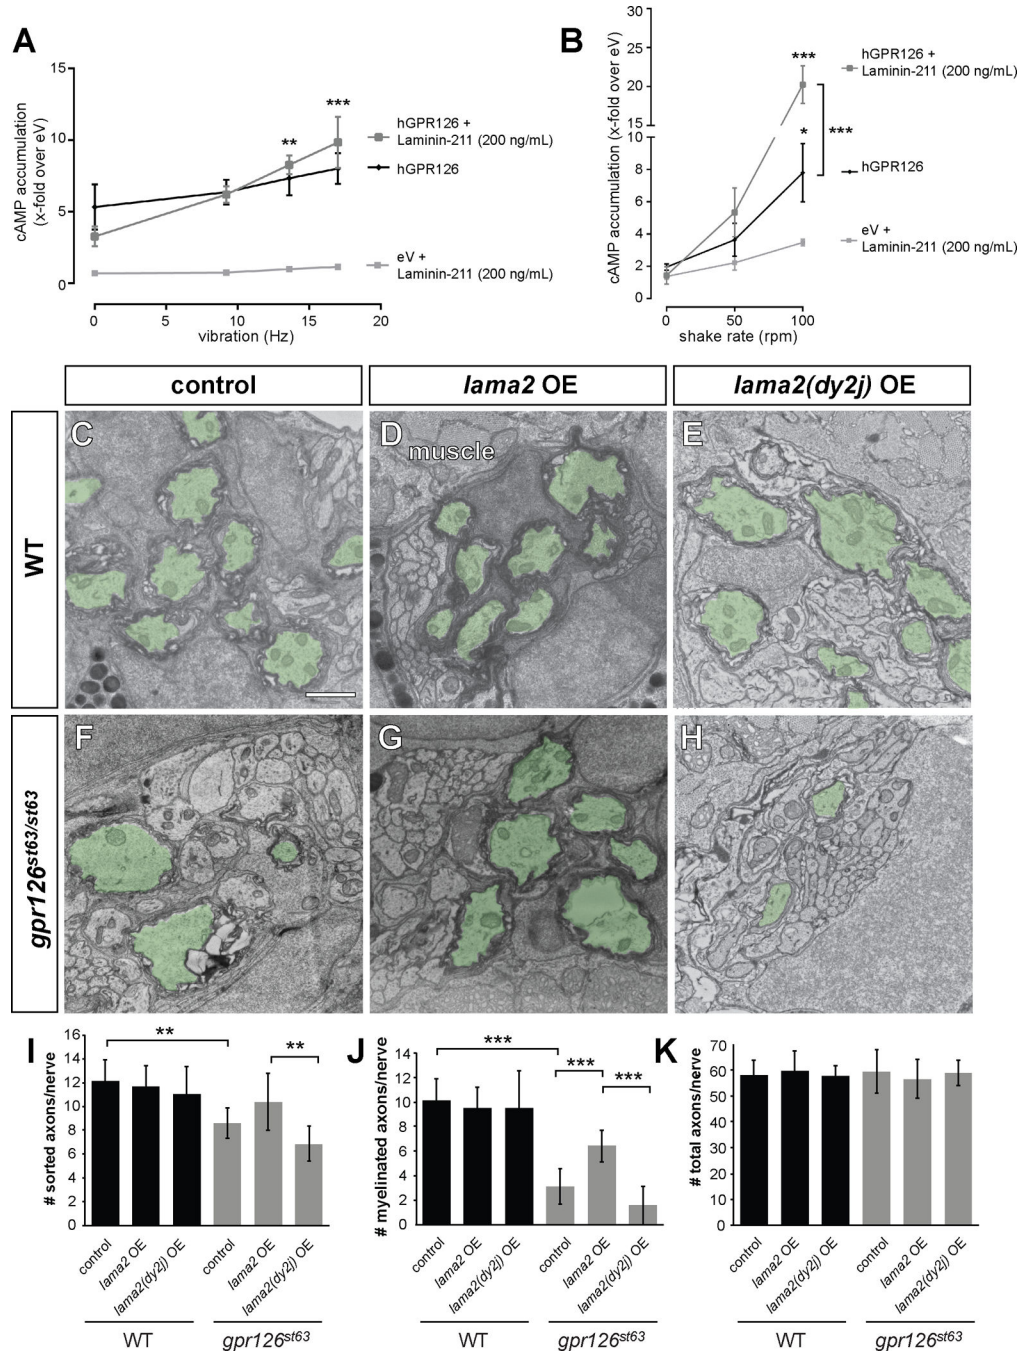 A
cAMP accumulation
(x-fold over eV)
15
10
5
0
**
***
hGPR126 +
Laminin-211 (200 ng/mL)
hGPR126
eV +
Laminin-211 (200 ng/mL)
0 5 10 15 20
vibration (Hz)
B
cAMP accumulation (x-fold over eV)
30
25
20
15
10
8
6
4
2
0
***
*
***
hGPR126 +
Laminin-211 (200 ng/mL)
hGPR126
eV +
Laminin-211 (200 ng/mL)
0 50 100
shake rate (rpm)
control
lama2 OE
lama2(dy2j) OE
WT
C
D
muscle
E
gpr126st63/st63
F
G
H
I
# sorted axons/nerve
16
14
12
10
8
6
4
2
0
**
**
control
lama2 OE
lama2(dy2j) OE
control
lama2 OE
lama2(dy2j) OE
WT
gpr126st63
J
# myelinated axons/nerve
14
12
10
8
6
4
2
0
***
***
***
control
lama2 OE
lama2(dy2j) OE
control
lama2 OE
lama2(dy2j) OE
WT
gpr126st63
K
# total axons/nerve
70
60
50
40
30
20
10
0
control
lama2 OE
lama2(dy2j) OE
control
lama2 OE
lama2(dy2j) OE
WT
gpr126st63